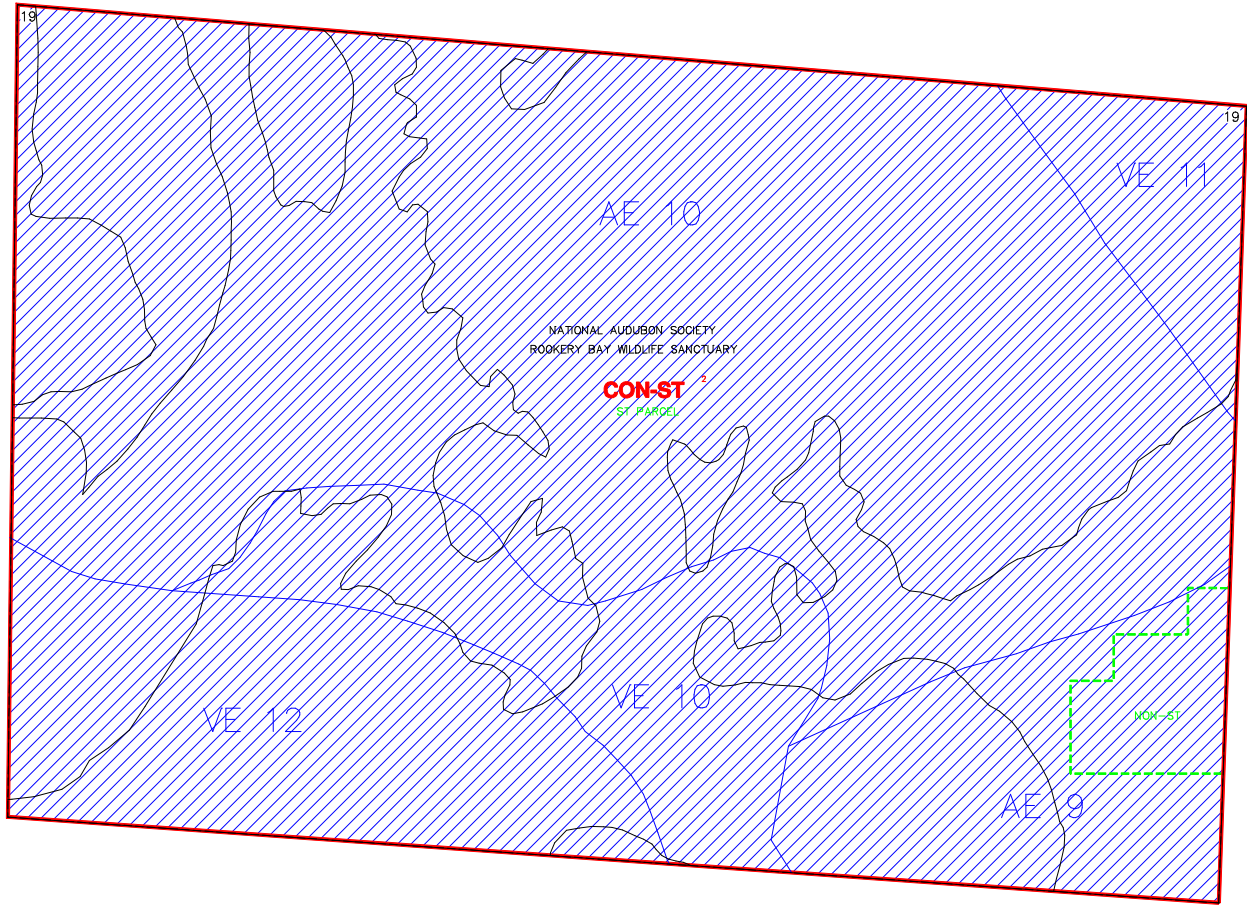 19
19
VE 11
AE 10
NATIONAL AUDUBON SOCIETY
ROOKERY BAY WILDLIFE SANCTUARY
CON-ST 2
ST PARCEL
VE 10
VE 12
NON-ST
AE 9